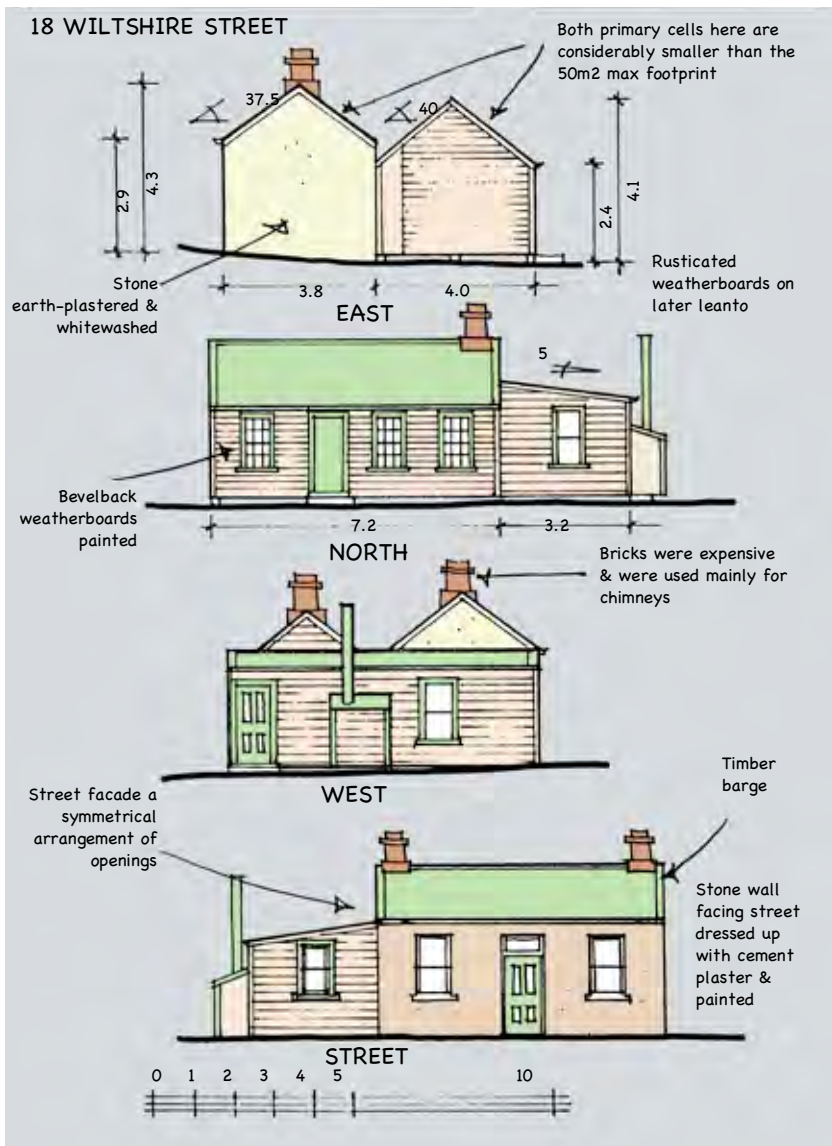 18 WILTSHIRE STREET
Both primary cells here are
considerably smaller than the
50m2 max footprint
37.5
40
2.9
4.3
2.4
4.1
Stone
earth-plastered &
whitewashed
3.8
4.0
EAST
Rusticated
weatherboards on
later leanto
5
Bevelback
weatherboards
painted
7.2
3.2
NORTH
Bricks were expensive
& were used mainly for
chimneys
WEST
Timber
barge
Street facade a
symmetrical
arrangement of
openings
Stone wall
facing street
dressed up
with cement
plaster &
painted
STREET
0 1 2 3 4 5 10